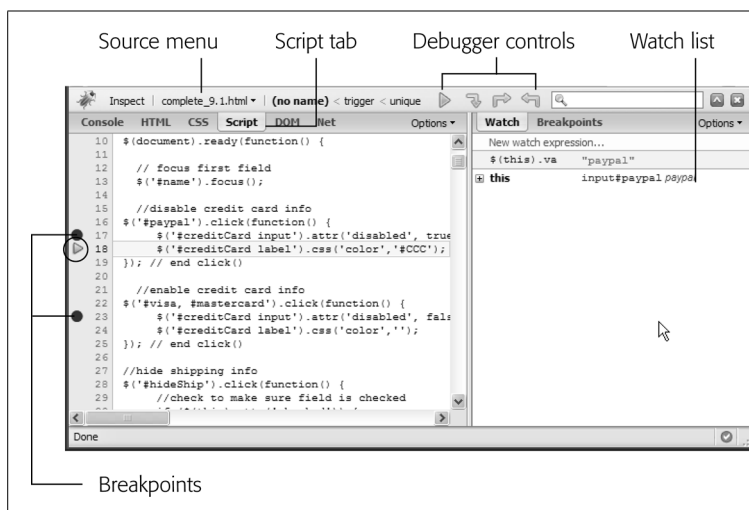 Source menu Script tab Debugger controls Watch list
Inspect complete_9.1.html (no name) < trigger < unique
Console HTML CSS Script DOM Net Options
Watch Breakpoints Options
10 $(document).ready(function() {
11
12 // focus first field
13 $('#name').focus();
14
15 //disable credit card info
16 $('#paypal').click(function() {
17 $('#creditCard input').attr('disabled', true
18 $('#creditCard label').css('color','#CCC');
19 }); // end click()
20
21 //enable credit card info
22 $('#visa, #mastercard').click(function() {
23 $('#creditCard input').attr('disabled', fals
24 $('#creditCard label').css('color','');
25 }); // end click()
26
27 //hide shipping info
28 $('#hideShip').click(function() {
29 //check to make sure field is checked
New watch expression...
$(this).va "paypal"
this input#paypal
Done
Breakpoints